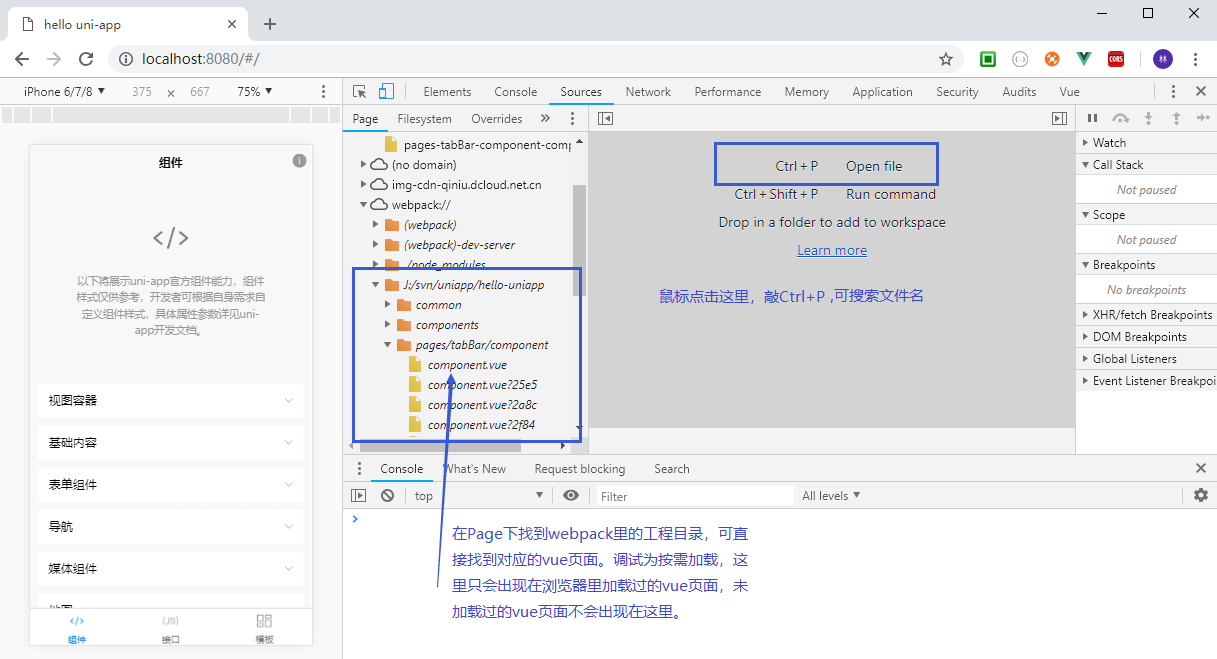 hello uni-app
localhost:8080/#/
CORS
林
iPhone 6/7/8 375 x 667 75%
Elements Console Sources Network Performance Memory Application Security Audits Vue
Page Filesystem Overrides
pages-tabBar-component-comp
(no domain)
img-cdn-qiniu.dcloud.net.cn
webpack://
(webpack)
(webpack)-dev-server
./node_modules
J:/svn/uniapp/hello-uniapp
common
components
pages/tabBar/component
component.vue
component.vue?25e5
component.vue?2a8c
component.vue?2f84
Ctrl + P Open file
Ctrl + Shift + P Run command
Drop in a folder to add to workspace
Learn more
鼠标点击这里，敲Ctrl+P ,可搜索文件名
Watch
Call Stack
Not paused
Scope
Not paused
Breakpoints
No breakpoints
XHR/fetch Breakpoints
DOM Breakpoints
Global Listeners
Event Listener Breakpoi
组件
</>
以下将展示uni-app官方组件能力，组件
样式仅供参考，开发者可根据自身需求自
定义组件样式，具体属性参数详见uni-
app开发文档。
视图容器
基础内容
表单组件
导航
媒体组件
地图
</> (JS)
组件 接口 模板
Console What's New Request blocking Search
top Filter All levels
在Page下找到webpack里的工程目录，可直
接找到对应的vue页面。调试为按需加载，这
里只会出现在浏览器里加载过的vue页面，未
加载过的vue页面不会出现在这里。